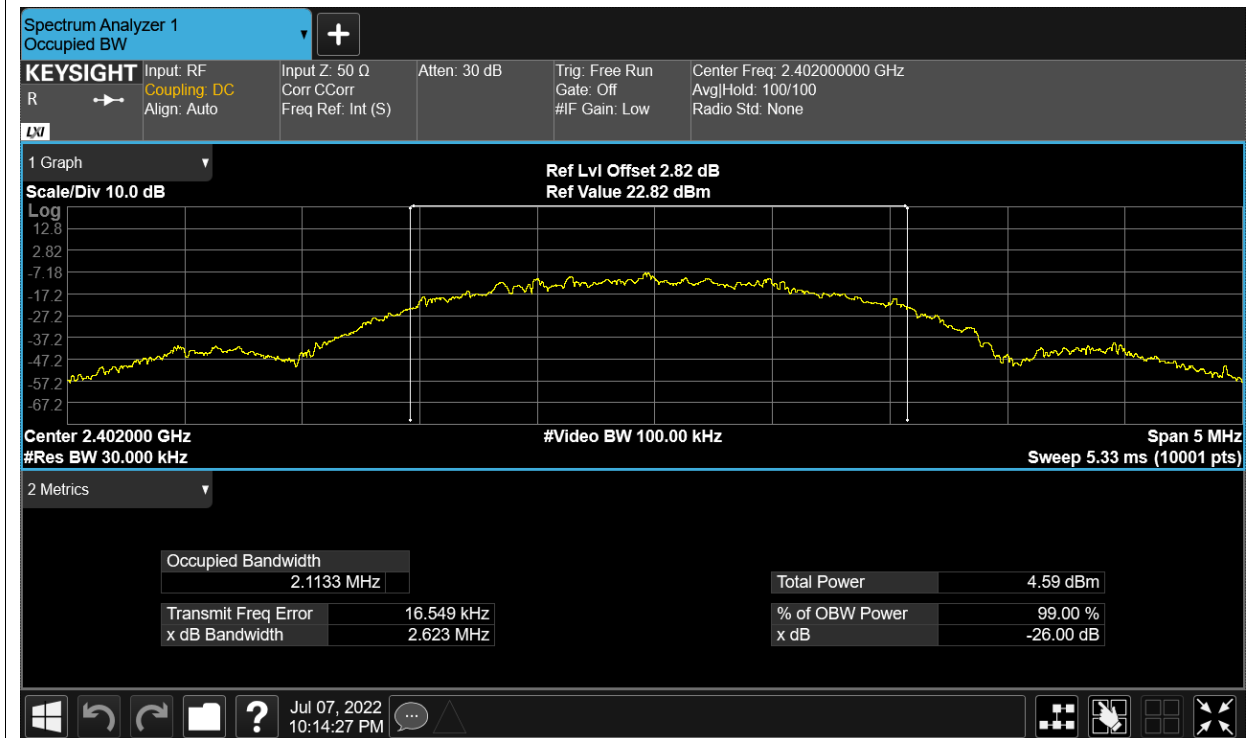 Spectrum Analyzer 1
Occupied BW
KEYSIGHT
R
LXI
Input: RF
Coupling: DC
Align: Auto
Input Z: 50 Ω
Corr CCorr
Freq Ref: Int (S)
Atten: 30 dB
Trig: Free Run
Gate: Off
#IF Gain: Low
Center Freq: 2.402000000 GHz
Avg|Hold: 100/100
Radio Std: None
1 Graph
Scale/Div 10.0 dB
Ref Lvl Offset 2.82 dB
Ref Value 22.82 dBm
Log
12.8
2.82
-7.18
-17.2
-27.2
-37.2
-47.2
-57.2
-67.2
Center 2.402000 GHz
#Res BW 30.000 kHz
#Video BW 100.00 kHz
Span 5 MHz
Sweep 5.33 ms (10001 pts)
2 Metrics
Occupied Bandwidth
2.1133 MHz
Transmit Freq Error 16.549 kHz
x dB Bandwidth 2.623 MHz
Total Power 4.59 dBm
% of OBW Power 99.00 %
x dB -26.00 dB
?
Jul 07, 2022
10:14:27 PM